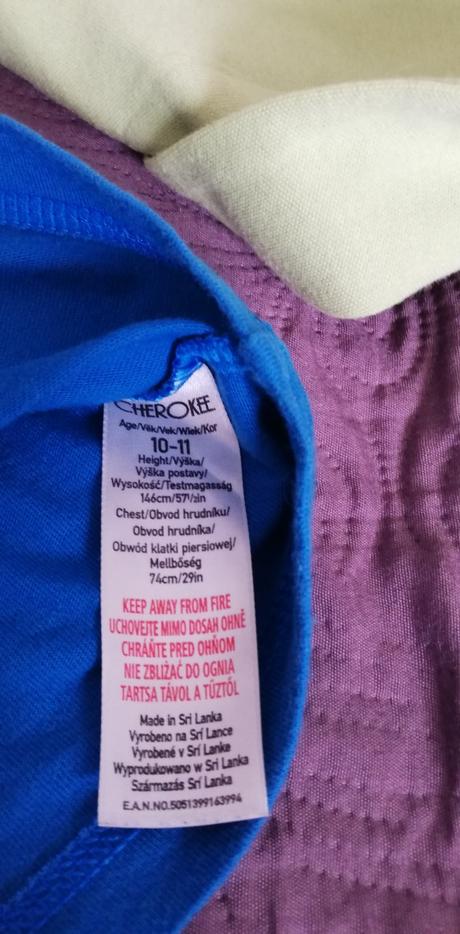 CHEROKEE
Age/Věk/Vek/Wiek/Kor
10-11
Height/Výška/
Výška postavy/
Wysokość/Testmagasság
146cm/57½in
Chest/Obvod hrudníku/
Obvod hrudníka/
Obwód klatki piersiowej/
Mellbőség
74cm/29in
KEEP AWAY FROM FIRE
UCHOVEJTE MIMO DOSAH OHNĚ
CHRÁŇTE PRED OHŇOM
NIE ZBLIŻAĆ DO OGNIA
TARTSA TÁVOL A TŰZTŐL
Made in Sri Lanka
Vyrobeno na Srí Lance
Vyrobené v Srí Lanke
Wyprodukowano w Sri Lanka
Származás Srí Lanka
E.A.N.NO.5051399163994